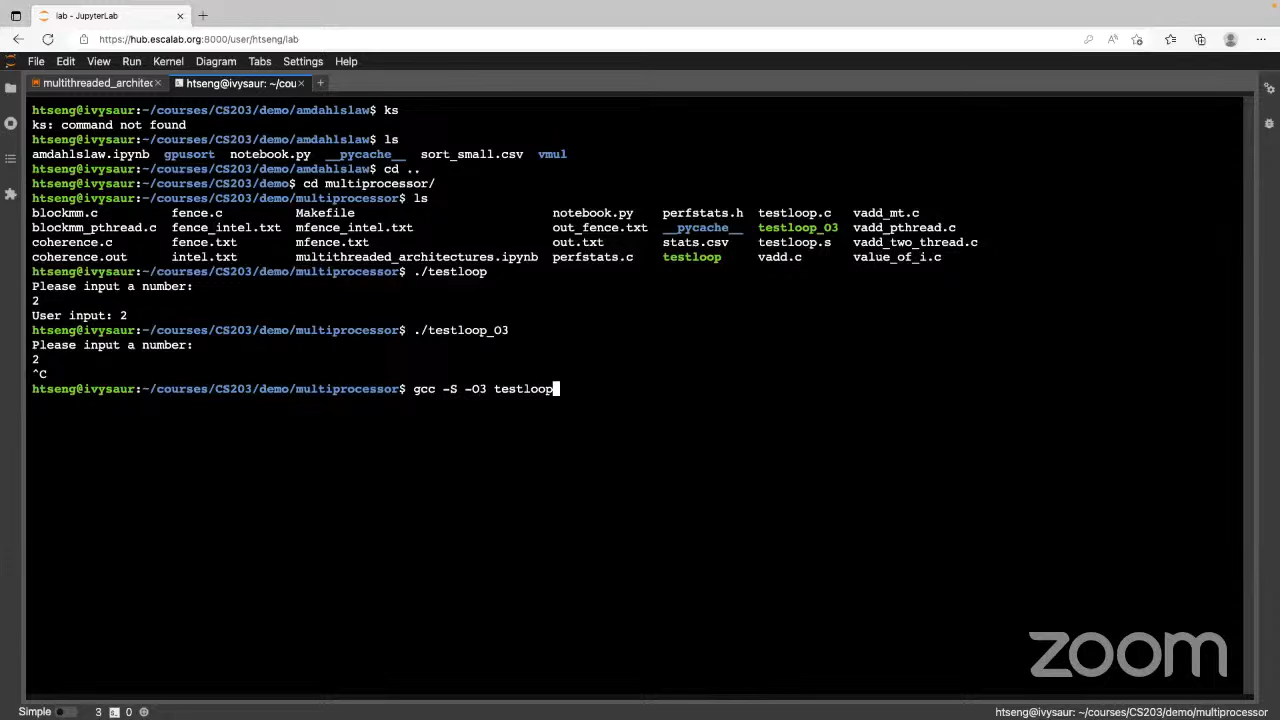 lab - JupyterLab
https://hub.escalab.org:8000/user/htseng/lab
File Edit View Run Kernel Diagram Tabs Settings Help
multithreaded_architec htseng@ivysaur: ~/cou
htseng@ivysaur:~/courses/CS203/demo/amdahlslaw$ ks
ks: command not found
htseng@ivysaur:~/courses/CS203/demo/amdahlslaw$ ls
amdahlslaw.ipynb gpusort notebook.py __pycache__ sort_small.csv vmul
htseng@ivysaur:~/courses/CS203/demo/amdahlslaw$ cd ..
htseng@ivysaur:~/courses/CS203/demo$ cd multiprocessor/
htseng@ivysaur:~/courses/CS203/demo/multiprocessor$ ls
blockmm.c fence.c Makefile notebook.py perfstats.h testloop.c vadd_mt.c
blockmm_pthread.c fence_intel.txt mfence_intel.txt out_fence.txt __pycache__ testloop_O3 vadd_pthread.c
coherence.c fence.txt mfence.txt out.txt stats.csv testloop.s vadd_two_thread.c
coherence.out intel.txt multithreaded_architectures.ipynb perfstats.c testloop vadd.c value_of_i.c
htseng@ivysaur:~/courses/CS203/demo/multiprocessor$ ./testloop
Please input a number:
2
User input: 2
htseng@ivysaur:~/courses/CS203/demo/multiprocessor$ ./testloop_O3
Please input a number:
2
^C
htseng@ivysaur:~/courses/CS203/demo/multiprocessor$ gcc -S -O3 testloop
zoom
Simple 3 0 htseng@ivysaur: ~/courses/CS203/demo/multiprocessor